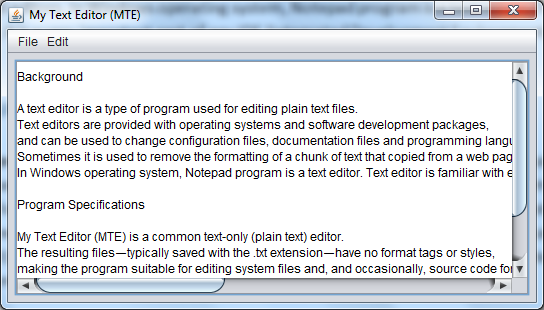 My Text Editor (MTE)
File Edit
Background
A text editor is a type of program used for editing plain text files.
Text editors are provided with operating systems and software development packages,
and can be used to change configuration files, documentation files and programming langu
Sometimes it is used to remove the formatting of a chunk of text that copied from a web pag
In Windows operating system, Notepad program is a text editor. Text editor is familiar with e
Program Specifications
My Text Editor (MTE) is a common text-only (plain text) editor.
The resulting files—typically saved with the .txt extension—have no format tags or styles,
making the program suitable for editing system files and, and occasionally, source code for